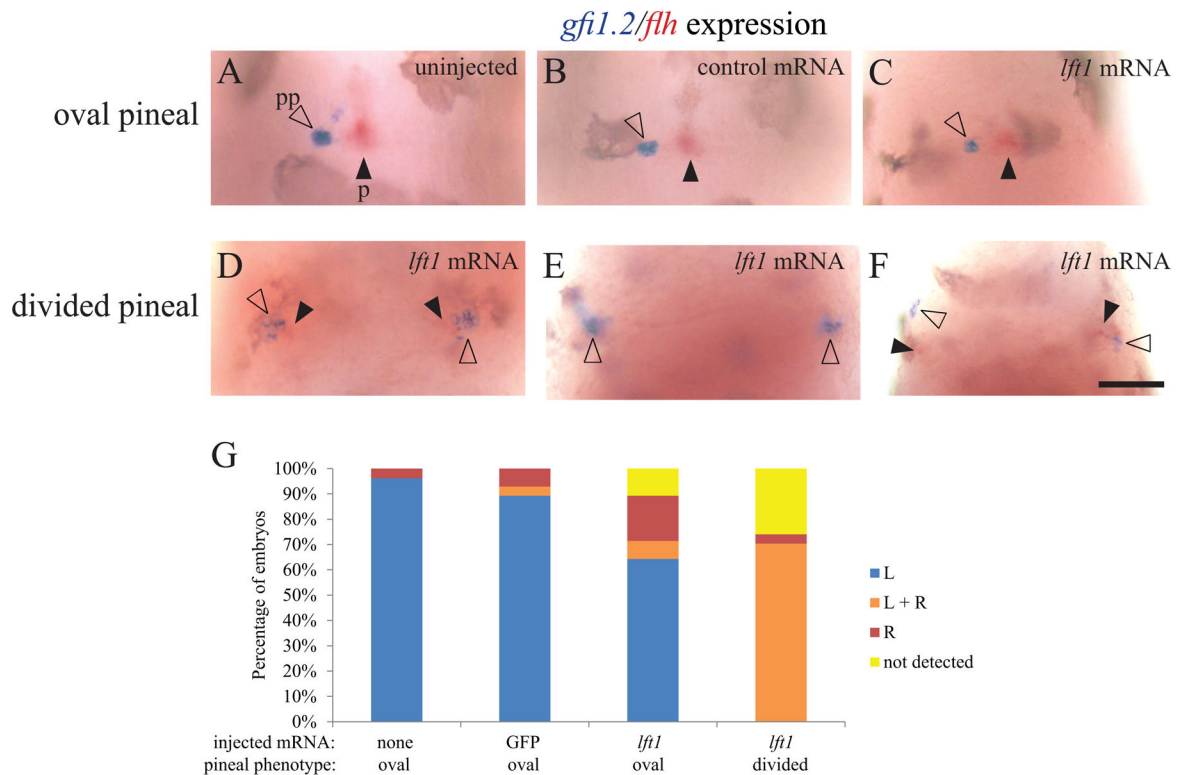 gfi1.2/flh expression
oval pineal
A
uninjected
pp
p
B
control mRNA
C
lft1 mRNA
divided pineal
D
lft1 mRNA
E
lft1 mRNA
F
lft1 mRNA
G
Percentage of embryos
100%
90%
80%
70%
60%
50%
40%
30%
20%
10%
0%
L
L + R
R
not detected
injected mRNA: none GFP lft1 lft1
pineal phenotype: oval oval oval divided